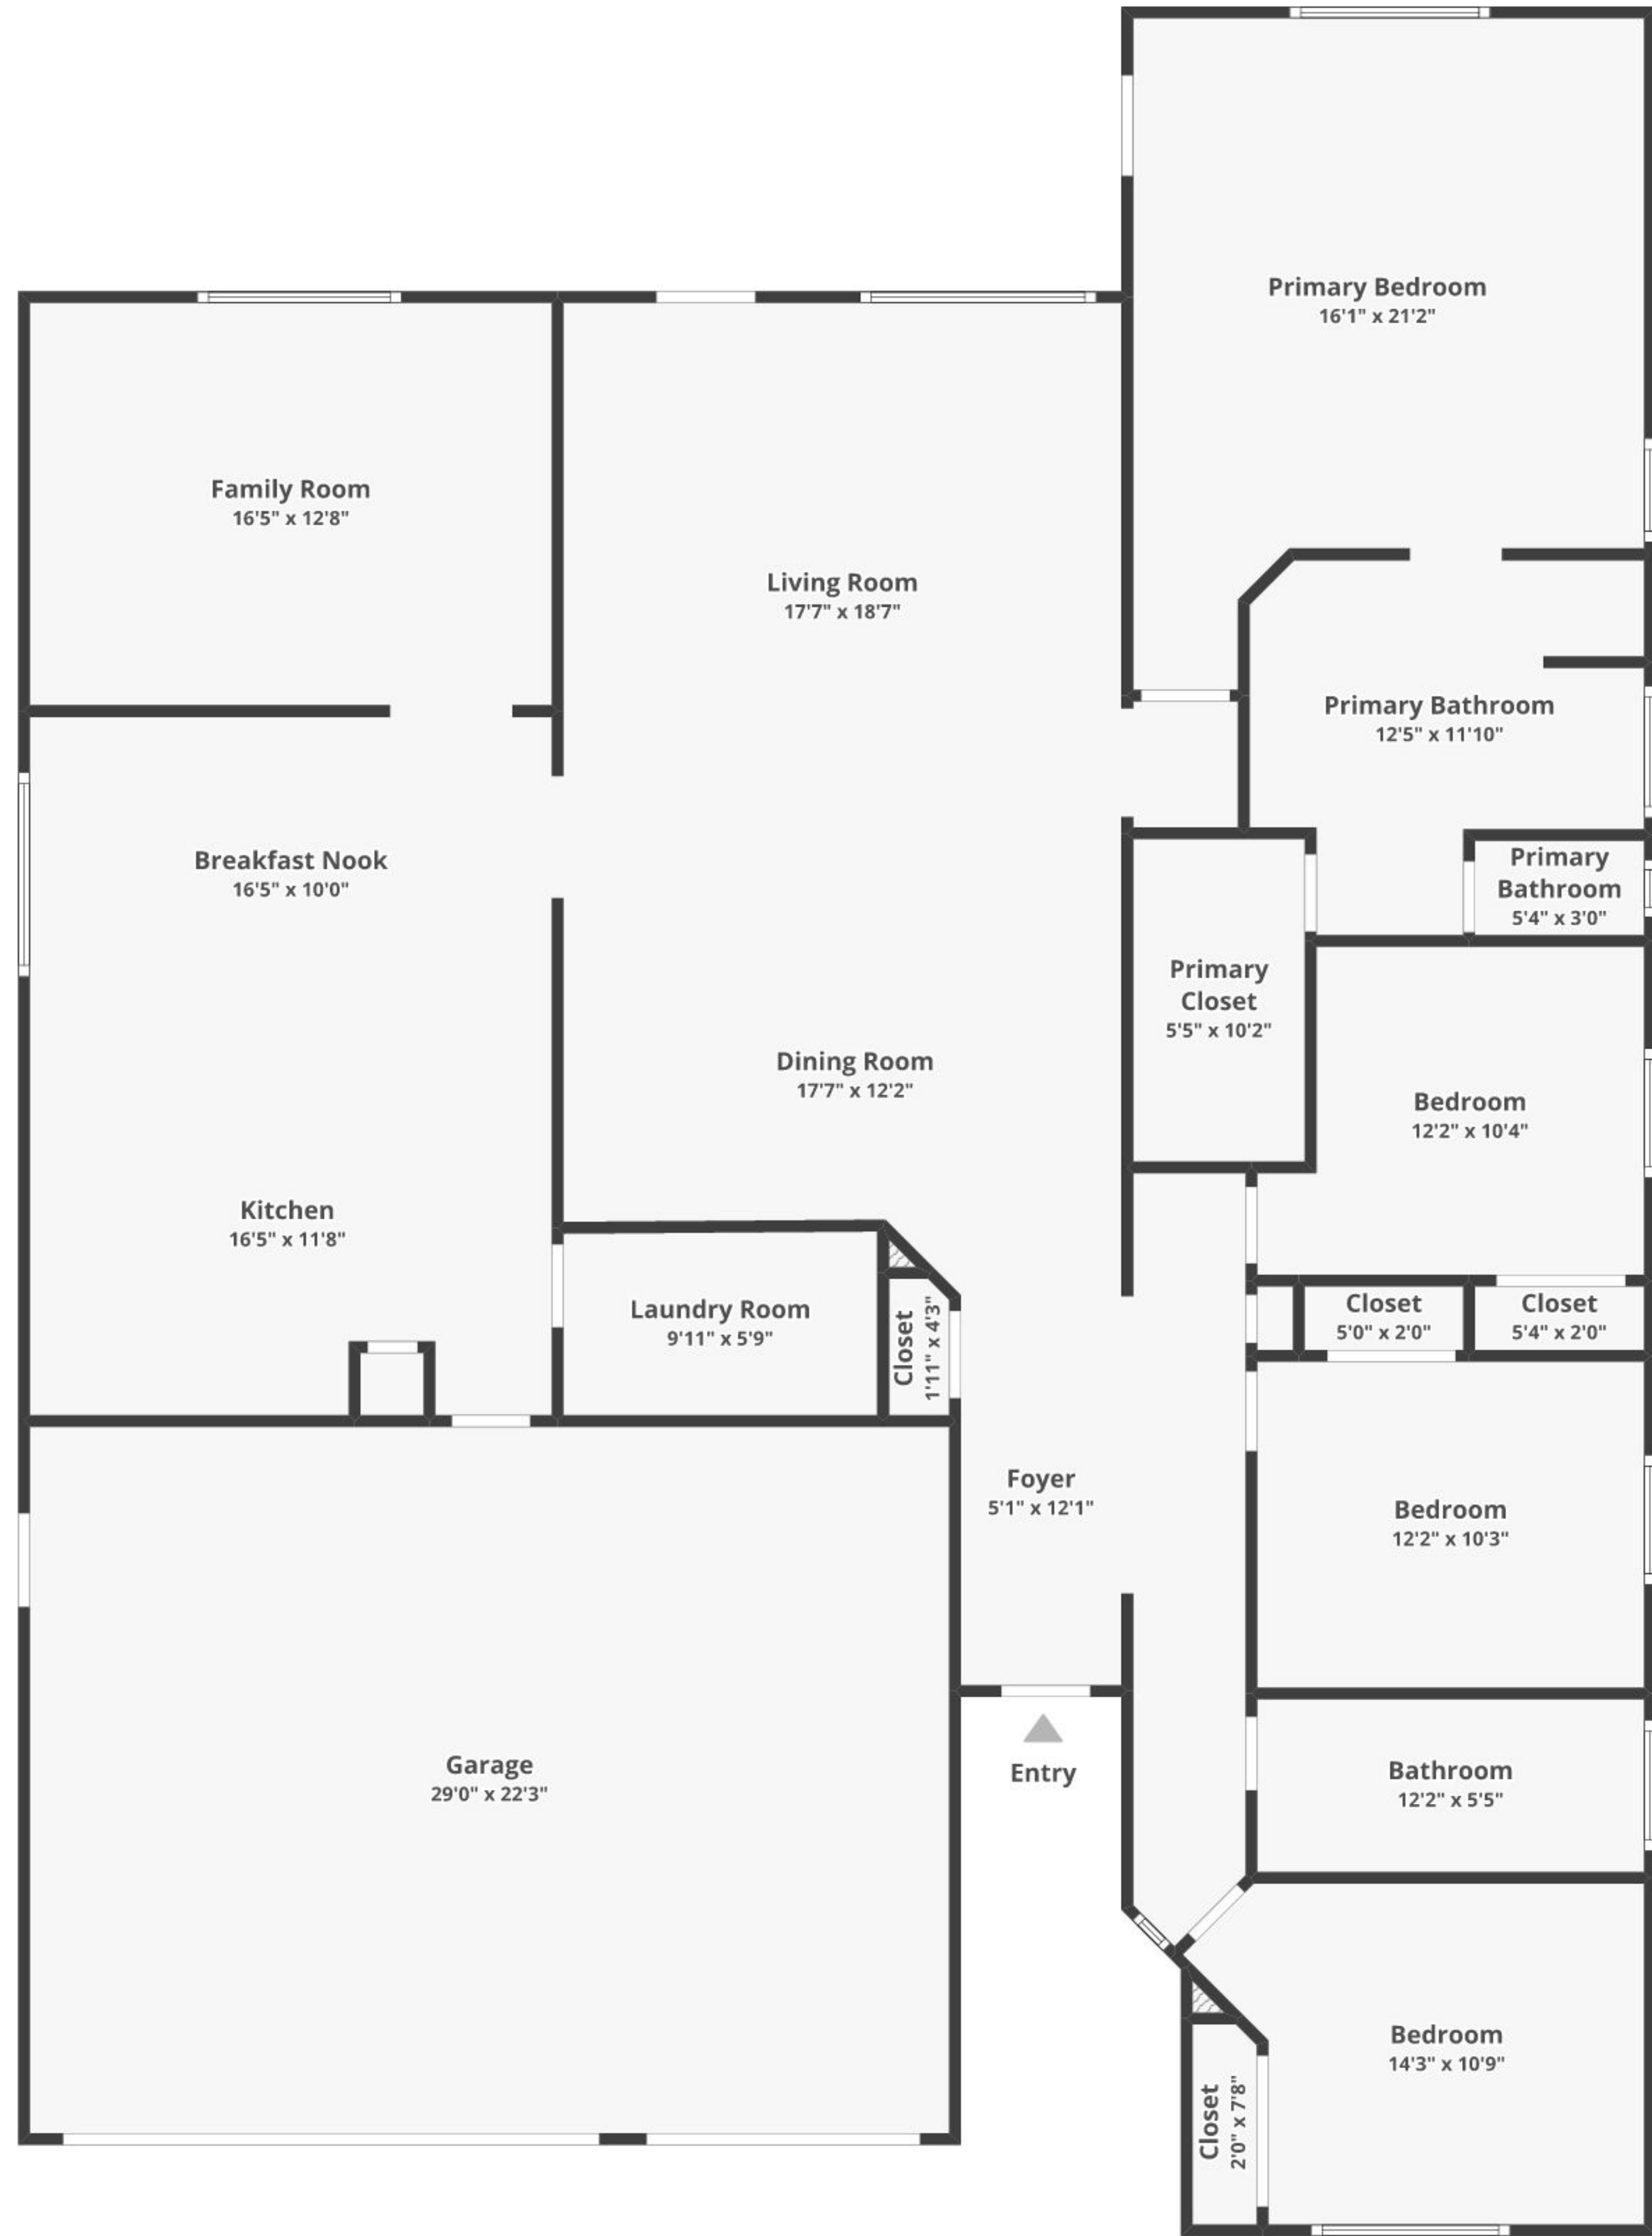 Primary Bedroom
16'1" x 21'2"
Family Room
16'5" x 12'8"
Living Room
17'7" x 18'7"
Primary Bathroom
12'5" x 11'10"
Breakfast Nook
16'5" x 10'0"
Primary
Bathroom
5'4" x 3'0"
Primary
Closet
5'5" x 10'2"
Dining Room
17'7" x 12'2"
Bedroom
12'2" x 10'4"
Kitchen
16'5" x 11'8"
Laundry Room
9'11" x 5'9"
Closet
1'11" x 4'3"
Closet
5'0" x 2'0"
Closet
5'4" x 2'0"
Foyer
5'1" x 12'1"
Bedroom
12'2" x 10'3"
Garage
29'0" x 22'3"
Entry
Bathroom
12'2" x 5'5"
Bedroom
14'3" x 10'9"
Closet
2'0" x 7'8"